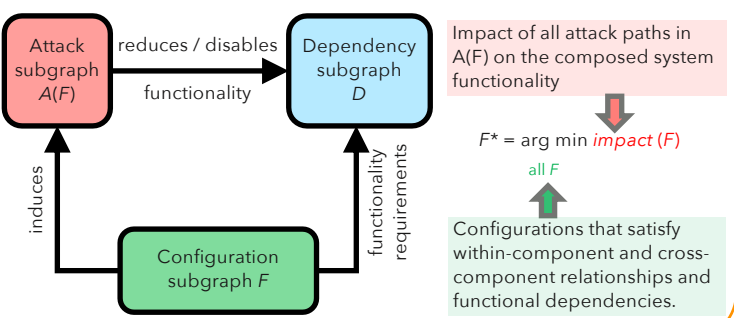 Attack
subgraph
A(F)
reduces / disables
functionality
Dependency
subgraph
D
induces
functionality
requirements
Configuration
subgraph F
Impact of all attack paths in
A(F) on the composed system
functionality
F* = arg min impact (F)
all F
Configurations that satisfy
within-component and cross-
component relationships and
functional dependencies.